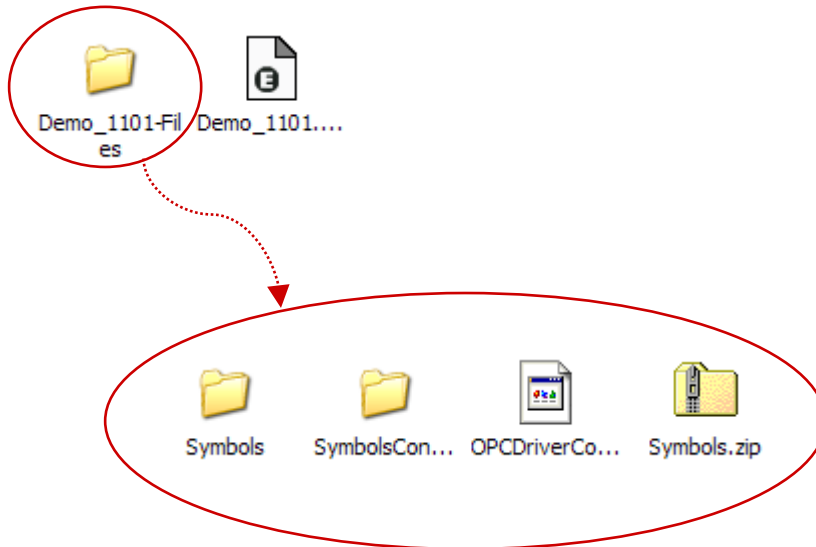 Demo_1101-Fil
es
Demo_1101....
Symbols
SymbolsCon...
OPCDriverCo...
Symbols.zip